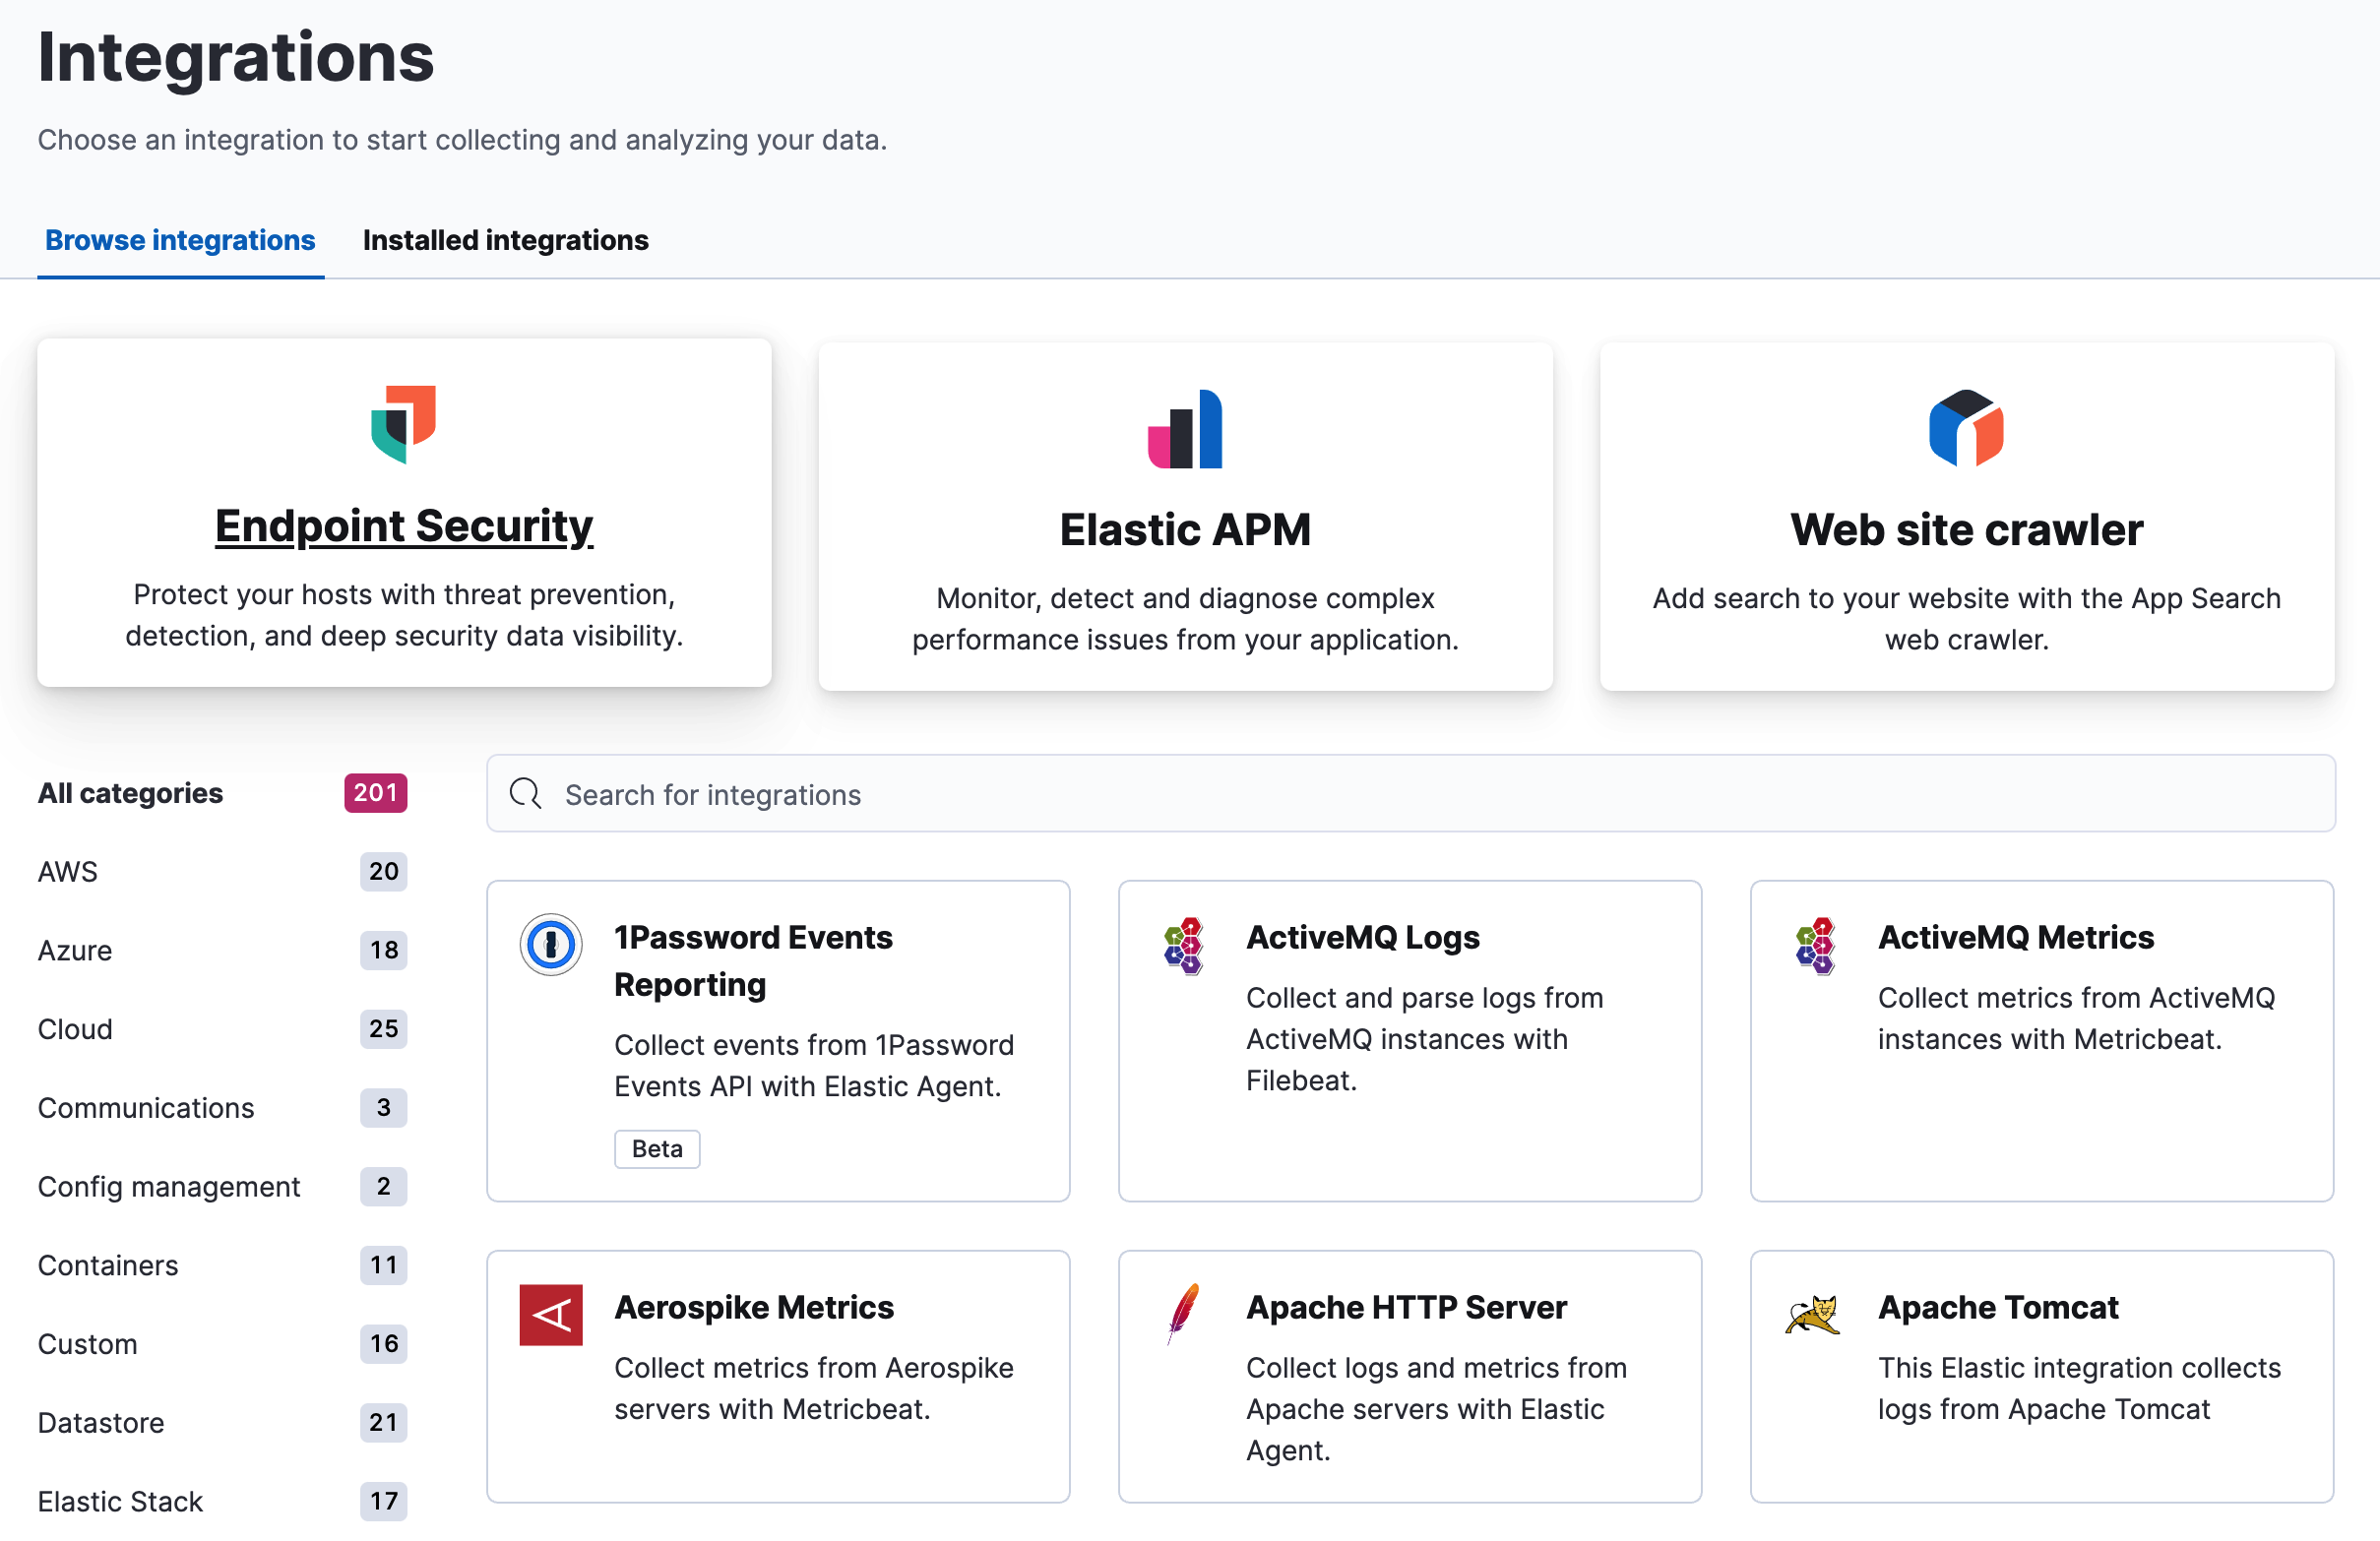 Integrations
Choose an integration to start collecting and analyzing your data.
Browse integrations
Installed integrations
Endpoint Security
Protect your hosts with threat prevention,
detection, and deep security data visibility.
Elastic APM
Monitor, detect and diagnose complex
performance issues from your application.
Web site crawler
Add search to your website with the App Search
web crawler.
All categories 201
AWS 20
Azure 18
Cloud 25
Communications 3
Config management 2
Containers 11
Custom 16
Datastore 21
Elastic Stack 17
Search for integrations
1Password Events
Reporting
Collect events from 1Password
Events API with Elastic Agent.
Beta
ActiveMQ Logs
Collect and parse logs from
ActiveMQ instances with
Filebeat.
ActiveMQ Metrics
Collect metrics from ActiveMQ
instances with Metricbeat.
Aerospike Metrics
Collect metrics from Aerospike
servers with Metricbeat.
Apache HTTP Server
Collect logs and metrics from
Apache servers with Elastic
Agent.
Apache Tomcat
This Elastic integration collects
logs from Apache Tomcat